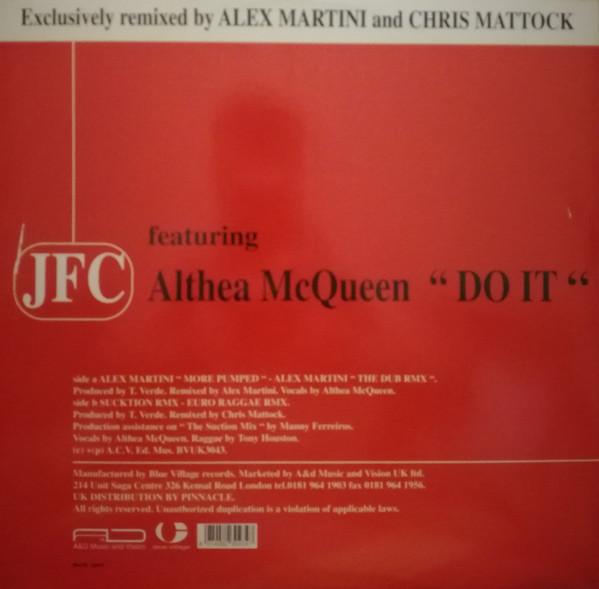 Exclusively remixed by ALEX MARTINI and CHRIS MATTOCK
featuring
JFC
Althea McQueen “ DO IT “
side a ALEX MARTINI “ MORE PUMPED “ - ALEX MARTINI “ THE DUB RMX “.
Produced by T. Verde. Remixed by Alex Martini. Vocals by Althea McQueen.
side b SUCKTION RMX - EURO RAGGAE RMX.
Produced by T. Verde. Remixed by Chris Mattock.
Production assistance on “ The Suction Mix “ by Manny Ferreiros.
Vocals by Althea McQueen. Raggae by Tony Houston.
(c) +(p) A.C.V. Ed. Mus. BVUK3043.
Manufactured by Blue Village records. Marketed by A&d Music and Vision UK ltd.
214 Unit Saga Centre 326 Kensal Road London tel.0181 964 1903 fax 0181 964 1956.
UK DISTRIBUTION BY PINNACLE.
All rights reserved. Unauthorized duplication is a violation of applicable laws.
A&D Music and Vision
blue village